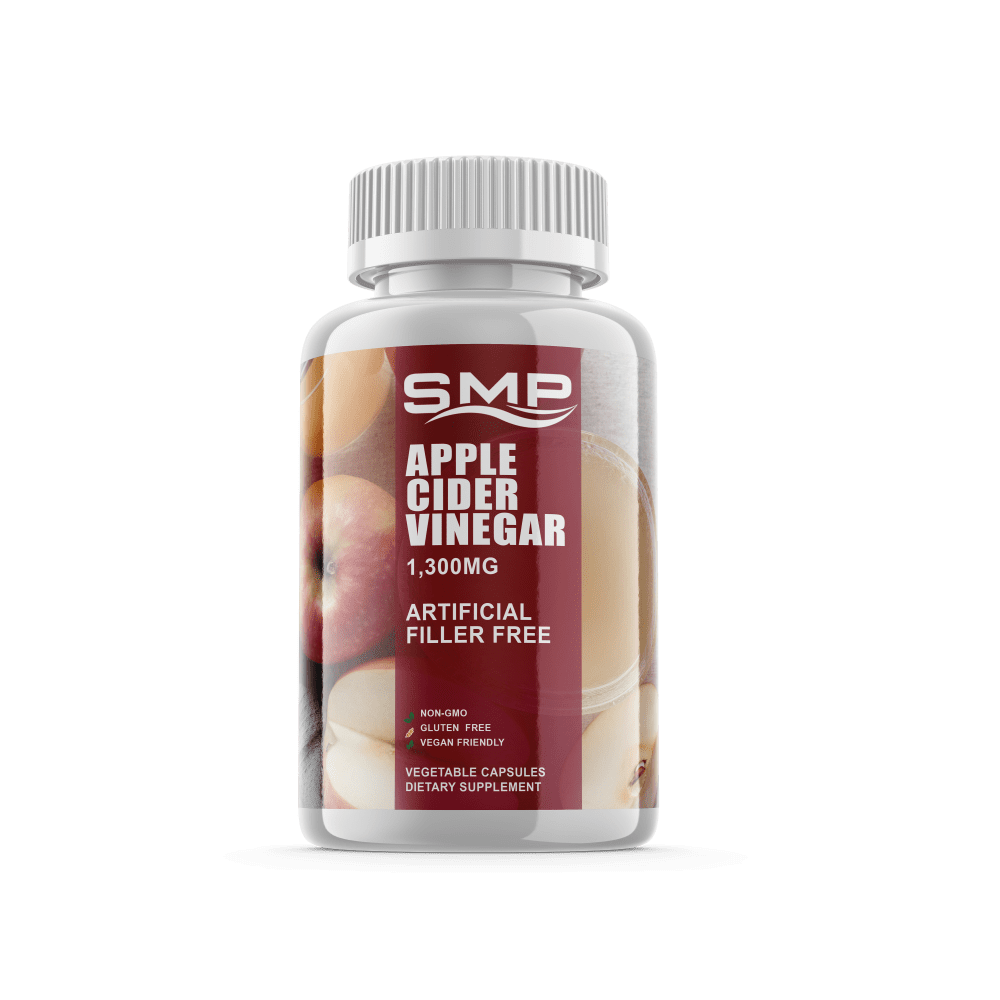 SMP
APPLE
CIDER
VINEGAR
1,300MG
ARTIFICIAL
FILLER FREE
NON-GMO
GLUTEN FREE
VEGAN FRIENDLY
VEGETABLE CAPSULES
DIETARY SUPPLEMENT